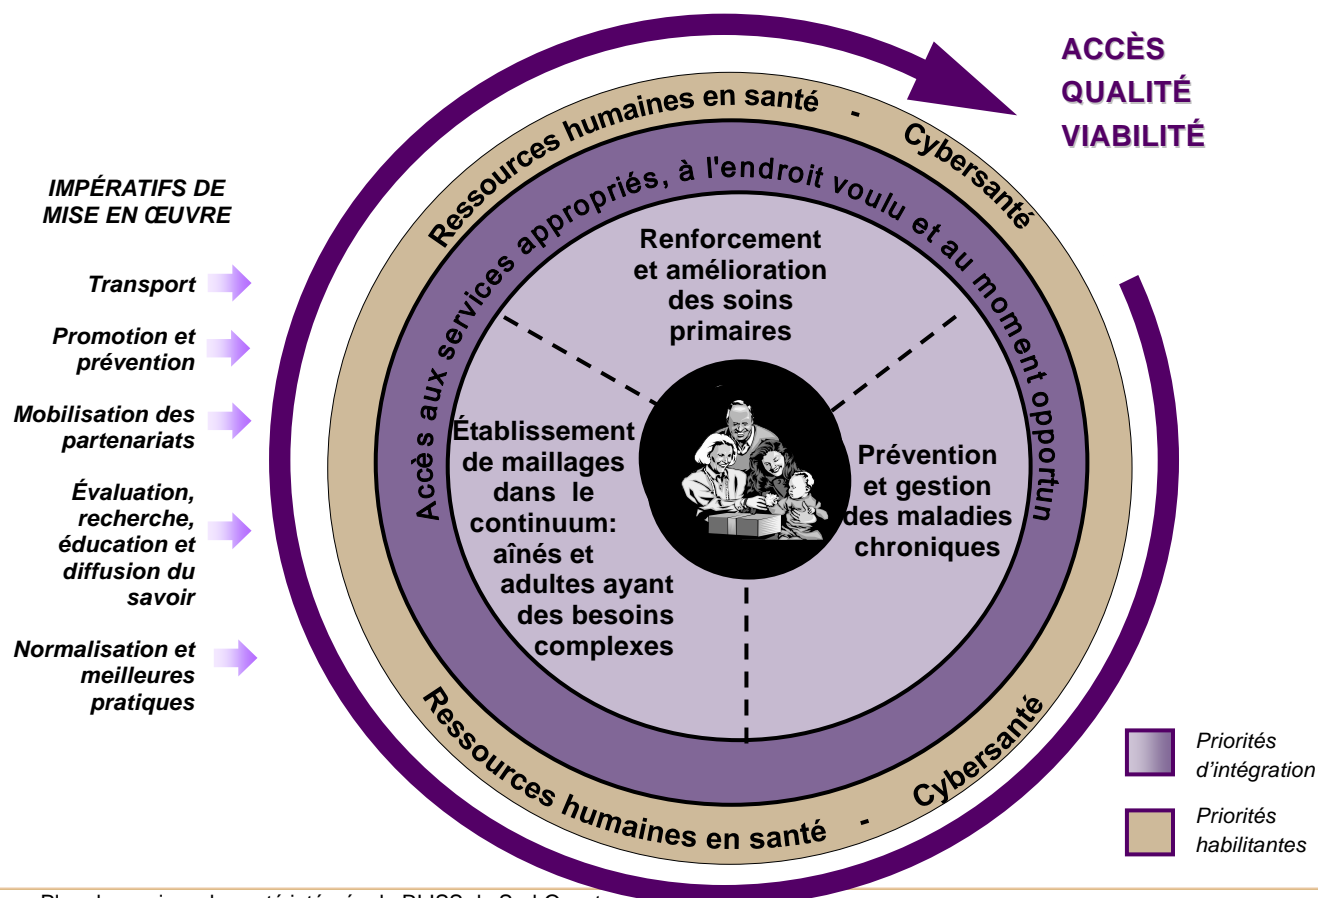 ACCÈS
QUALITÉ
VIABILITÉ
IMPÉRATIFS DE
MISE EN ŒUVRE
Transport
Promotion et
prévention
Mobilisation des
partenariats
Évaluation,
recherche,
éducation et
diffusion du
savoir
Normalisation et
meilleures
pratiques
Ressources humaines en santé - Cybersanté
Accès aux services appropriés, à l'endroit voulu et au moment opportun
Renforcement
et amélioration
des soins
primaires
Établissement
de maillages
dans le
continuum:
aînés et
adultes ayant
des besoins
complexes
Prévention
et gestion
des maladies
chroniques
Ressources humaines en santé - Cybersanté
Priorités
d’intégration
Priorités
habilitantes